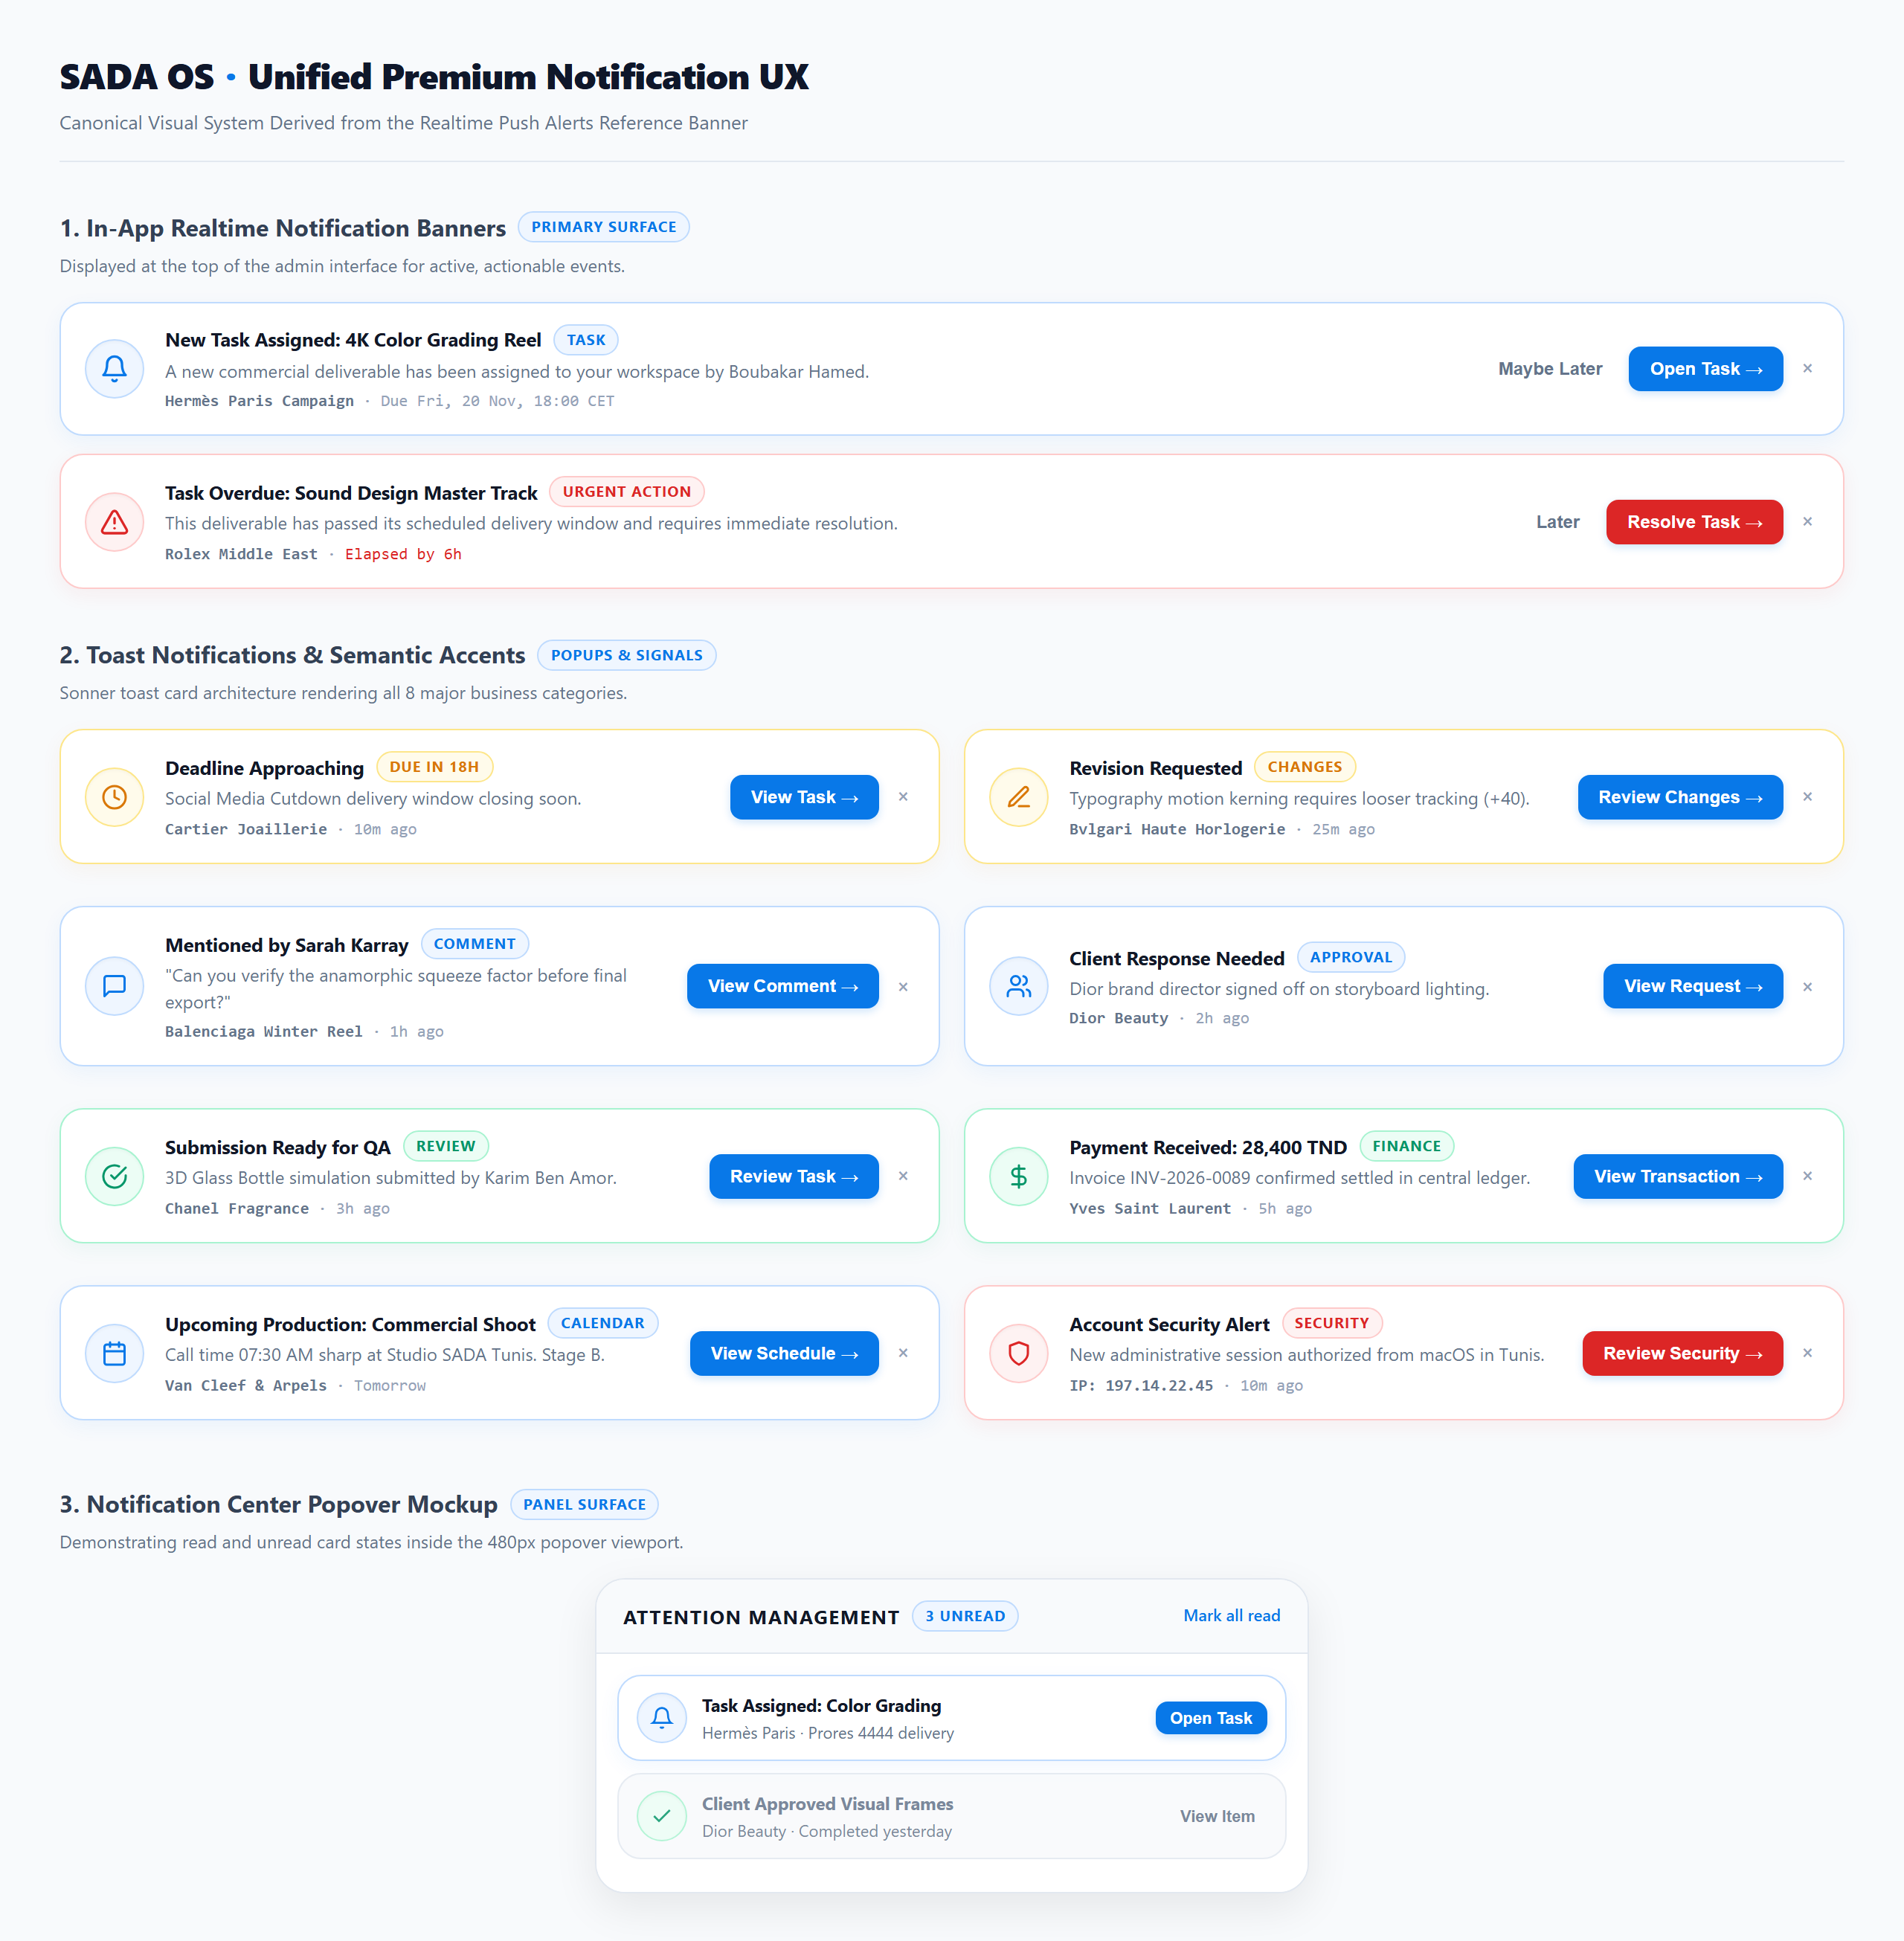 SADA OS · Unified Premium Notification UX
Canonical Visual System Derived from the Realtime Push Alerts Reference Banner
1. In-App Realtime Notification Banners PRIMARY SURFACE
Displayed at the top of the admin interface for active, actionable events.
New Task Assigned: 4K Color Grading Reel TASK
A new commercial deliverable has been assigned to your workspace by Boubakar Hamed.
Hermès Paris Campaign · Due Fri, 20 Nov, 18:00 CET
Maybe Later Open Task → ×
Task Overdue: Sound Design Master Track URGENT ACTION
This deliverable has passed its scheduled delivery window and requires immediate resolution.
Rolex Middle East · Elapsed by 6h
Later Resolve Task → ×
2. Toast Notifications & Semantic Accents POPUPS & SIGNALS
Sonner toast card architecture rendering all 8 major business categories.
Deadline Approaching DUE IN 18H
Social Media Cutdown delivery window closing soon.
Cartier Joaillerie · 10m ago
View Task → ×
Revision Requested CHANGES
Typography motion kerning requires looser tracking (+40).
Bvlgari Haute Horlogerie · 25m ago
Review Changes → ×
Mentioned by Sarah Karray COMMENT
"Can you verify the anamorphic squeeze factor before final
export?"
Balenciaga Winter Reel · 1h ago
View Comment → ×
Client Response Needed APPROVAL
Dior brand director signed off on storyboard lighting.
Dior Beauty · 2h ago
View Request → ×
Submission Ready for QA REVIEW
3D Glass Bottle simulation submitted by Karim Ben Amor.
Chanel Fragrance · 3h ago
Review Task → ×
Payment Received: 28,400 TND FINANCE
Invoice INV-2026-0089 confirmed settled in central ledger.
Yves Saint Laurent · 5h ago
View Transaction → ×
Upcoming Production: Commercial Shoot CALENDAR
Call time 07:30 AM sharp at Studio SADA Tunis. Stage B.
Van Cleef & Arpels · Tomorrow
View Schedule → ×
Account Security Alert SECURITY
New administrative session authorized from macOS in Tunis.
IP: 197.14.22.45 · 10m ago
Review Security → ×
3. Notification Center Popover Mockup PANEL SURFACE
Demonstrating read and unread card states inside the 480px popover viewport.
ATTENTION MANAGEMENT 3 UNREAD Mark all read
Task Assigned: Color Grading
Hermès Paris · Prores 4444 delivery
Open Task
Client Approved Visual Frames
Dior Beauty · Completed yesterday
View Item